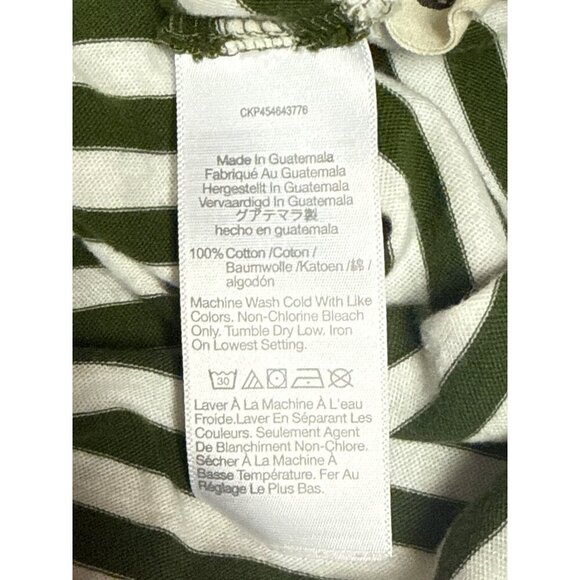 CKP454643776
Made In Guatemala
Fabriqué Au Guatemala
Hergestellt In Guatemala
Vervaardigd In Guatemala
グアテマラ製
hecho en guatemala
100% Cotton /Coton/
Baumwolle /Katoen /綿 /
algodón
Machine Wash Cold With Like
Colors. Non-Chlorine Bleach
Only. Tumble Dry Low. Iron
On Lowest Setting.
30
Laver À La Machine À L'eau
Froide.Laver En Séparant Les
Couleurs. Seulement Agent
De Blanchiment Non-Chlore.
Sécher À La Machine À
Basse Température. Fer Au
Réglage Le Plus Bas.